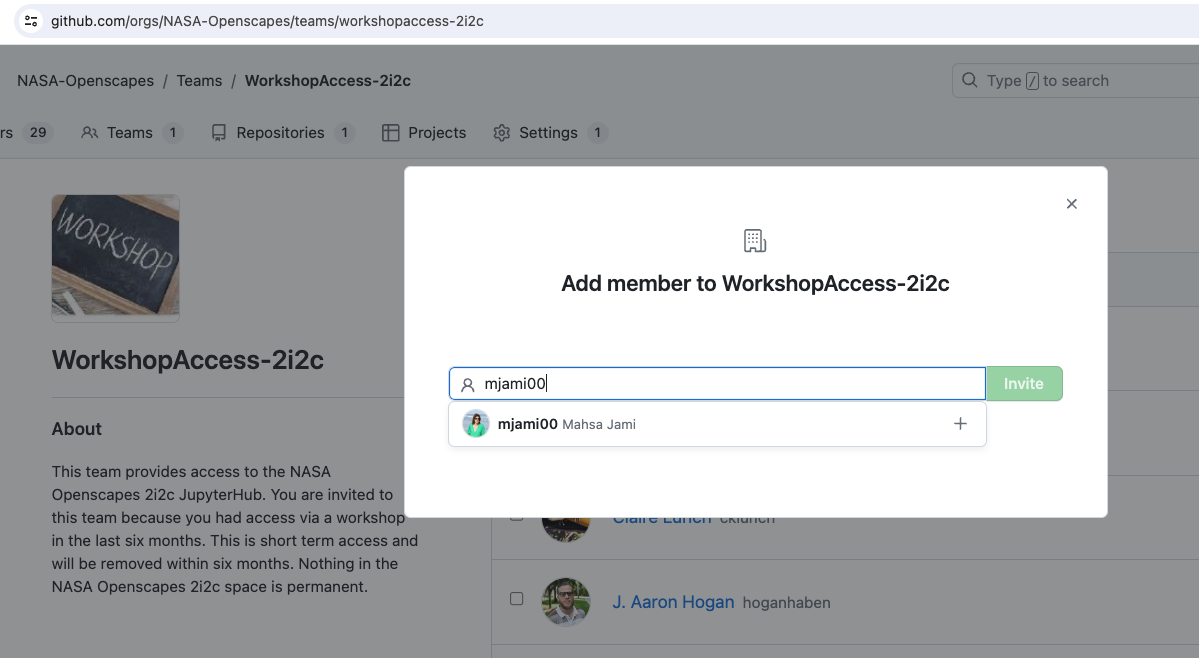 github.com/orgs/NASA-Openscapes/teams/workshopaccess-2i2c
NASA-Openscapes / Teams / WorkshopAccess-2i2c
Type / to search
rs 29 Teams 1 Repositories 1 Projects Settings 1
WORKSHOP
Add member to WorkshopAccess-2i2c
WorkshopAccess-2i2c
mjami00
Invite
mjami00 Mahsa Jami
About
This team provides access to the NASA
Openscapes 2i2c JupyterHub. You are invited to
this team because you had access via a workshop
in the last six months. This is short term access and
will be removed within six months. Nothing in the
NASA Openscapes 2i2c space is permanent.
Claire Lunch cklunch
J. Aaron Hogan hoganhaben